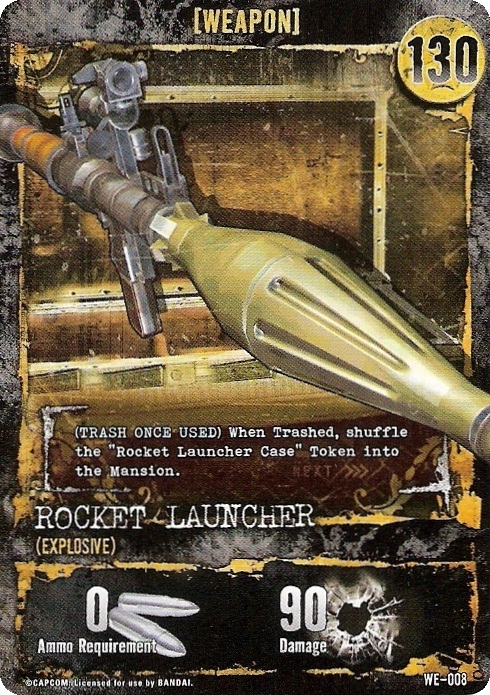 [WEAPON]
130
(TRASH ONCE USED) When Trashed, shuffle
the "Rocket Launcher Case" Token into
the Mansion.
NEXT
ROCKET LAUNCHER
(EXPLOSIVE)
0
Ammo Requirement
90
Damage
©CAPCOM. Licensed for use by BANDAI.
WE-008